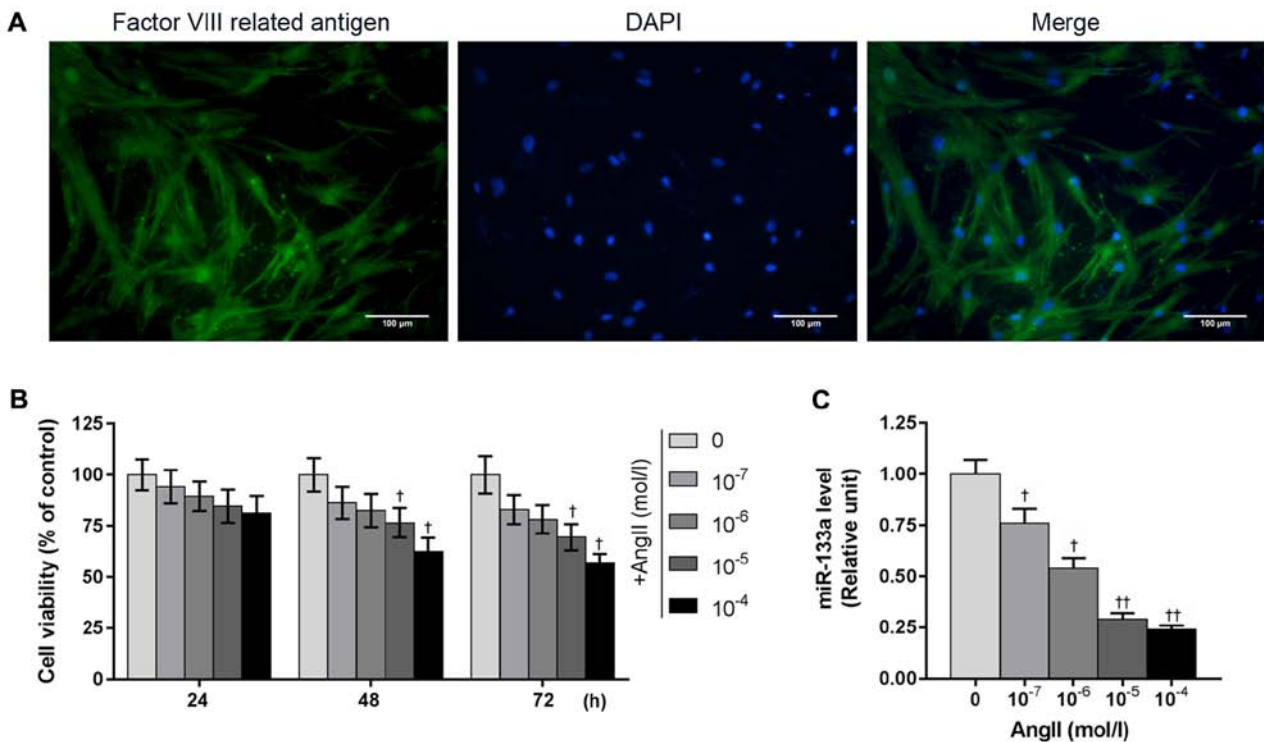 A
Factor VIII related antigen
DAPI
Merge
100 μm
100 μm
100 μm
B
Cell viability (% of control)
125
100
75
50
25
0
†
†
†
†
24
48
72
(h)
+AngII (mol/l)
0
10⁻⁷
10⁻⁶
10⁻⁵
10⁻⁴
C
miR-133a level
(Relative unit)
1.25
1.00
0.75
0.50
0.25
0.00
†
†
††
††
0
10⁻⁷
10⁻⁶
10⁻⁵
10⁻⁴
AngII (mol/l)